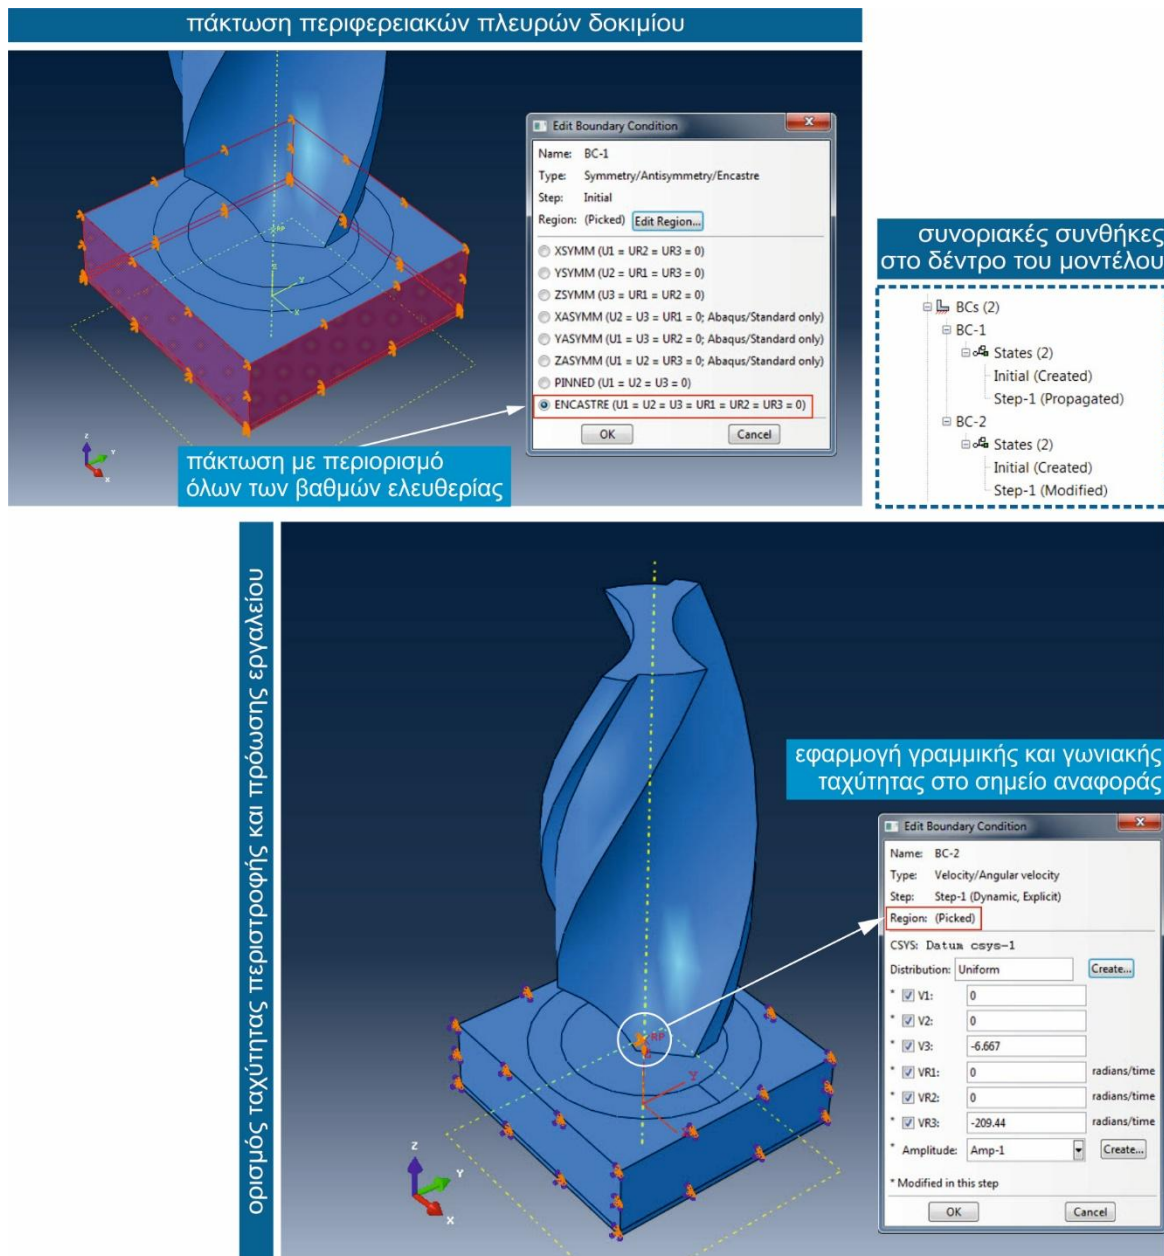 πάκτωση περιφερειακών πλευρών δοκιμίου
Edit Boundary Condition
X
Name: BC-1
Type: Symmetry/Antisymmetry/Encastre
Step: Initial
Region: (Picked) Edit Region...
XSYMM (U1 = UR2 = UR3 = 0)
YSYMM (U2 = UR1 = UR3 = 0)
ZSYMM (U3 = UR1 = UR2 = 0)
XASYMM (U2 = U3 = UR1 = 0; Abaqus/Standard only)
YASYMM (U1 = U3 = UR2 = 0; Abaqus/Standard only)
ZASYMM (U1 = U2 = UR3 = 0; Abaqus/Standard only)
PINNED (U1 = U2 = U3 = 0)
ENCASTRE (U1 = U2 = U3 = UR1 = UR2 = UR3 = 0)
OK Cancel
RP
Y
X
Z
Y
X
πάκτωση με περιορισμό
όλων των βαθμών ελευθερίας
συνοριακές συνθήκες
στο δέντρο του μοντέλου
BCs (2)
BC-1
States (2)
Initial (Created)
Step-1 (Propagated)
BC-2
States (2)
Initial (Created)
Step-1 (Modified)
ορισμός ταχύτητας περιστροφής και πρόωσης εργαλείου
RP
Y
Z
Y
X
εφαρμογή γραμμικής και γωνιακής
ταχύτητας στο σημείο αναφοράς
Edit Boundary Condition
X
Name: BC-2
Type: Velocity/Angular velocity
Step: Step-1 (Dynamic, Explicit)
Region: (Picked)
CSYS: Datum csys-1
Distribution: Uniform Create...
* V1: 0
* V2: 0
* V3: -6.667
* VR1: 0 radians/time
* VR2: 0 radians/time
* VR3: -209.44 radians/time
* Amplitude: Amp-1 Create...
* Modified in this step
OK Cancel